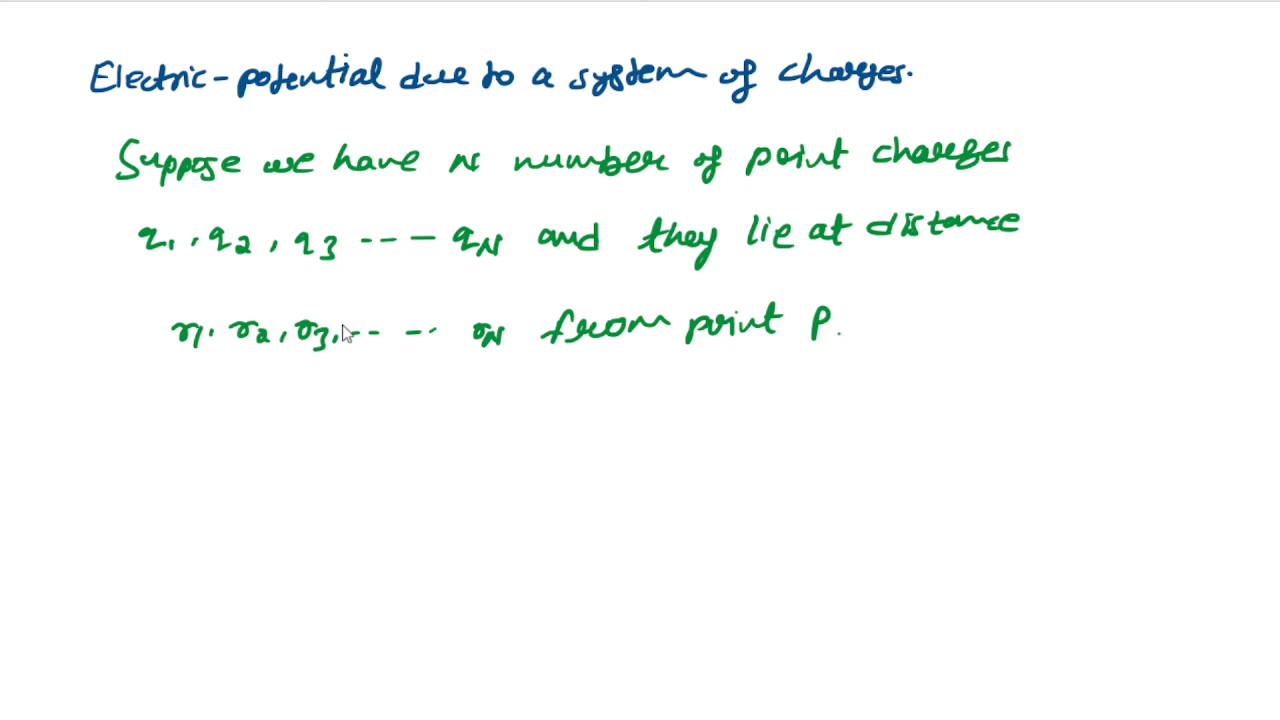 Electric-potential due to a system of charges.
Suppose we have N number of point charges
q1, q2, q3 --- qN and they lie at distance
r1, r2, r3, -- -- rN from point P.